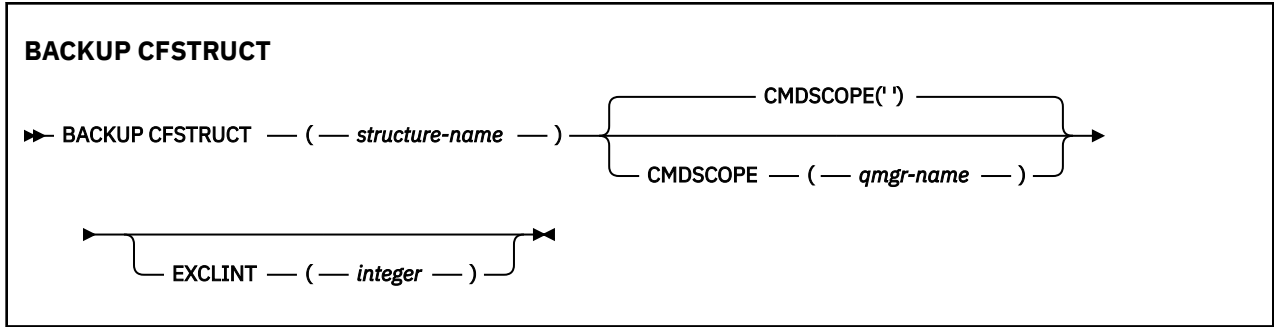 BACKUP CFSTRUCT
CMDSCOPE(' ')
BACKUP CFSTRUCT ( structure-name )
CMDSCOPE ( qmgr-name )
EXCLINT ( integer )